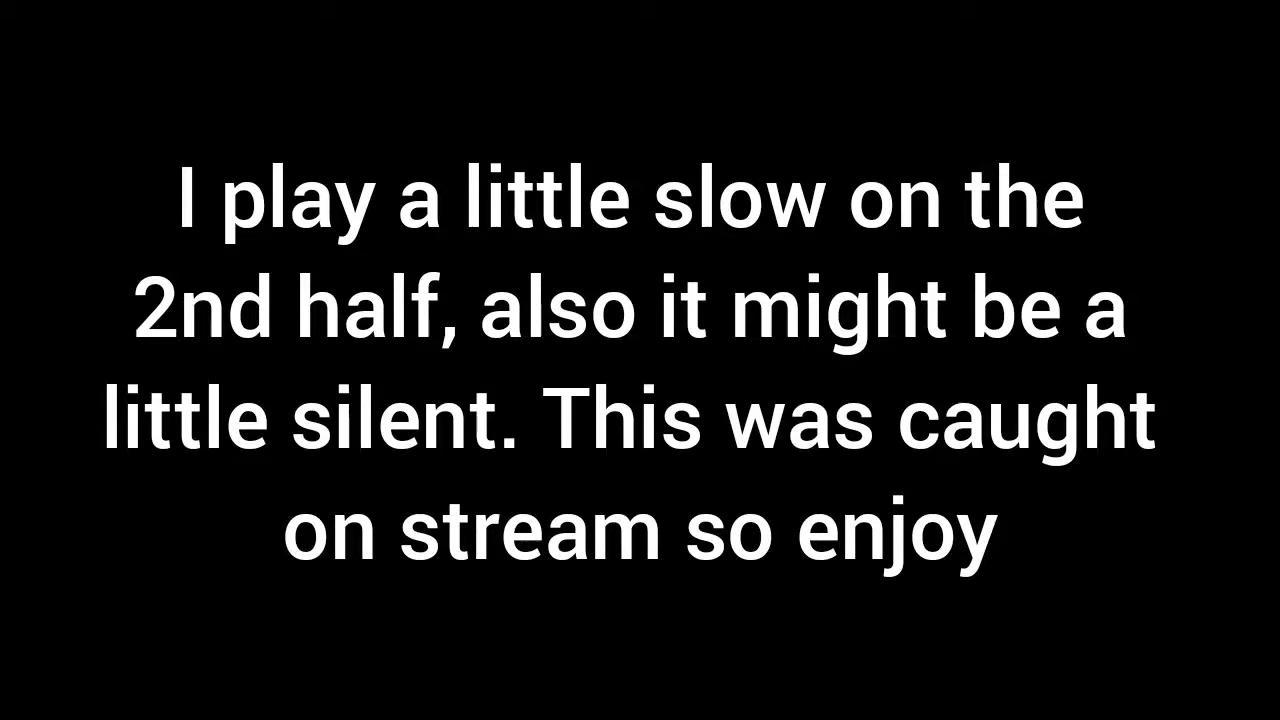 I play a little slow on the
2nd half, also it might be a
little silent. This was caught
on stream so enjoy